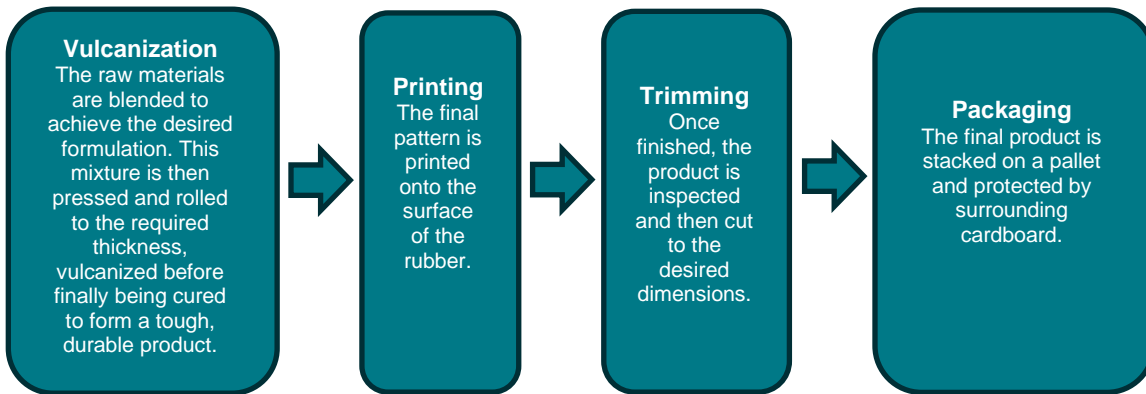 Vulcanization
The raw materials
are blended to
achieve the desired
formulation. This
mixture is then
pressed and rolled
to the required
thickness,
vulcanized before
finally being cured
to form a tough,
durable product.
Printing
The final
pattern is
printed
onto the
surface
of the
rubber.
Trimming
Once
finished, the
product is
inspected
and then cut
to the
desired
dimensions.
Packaging
The final product is
stacked on a pallet
and protected by
surrounding
cardboard.